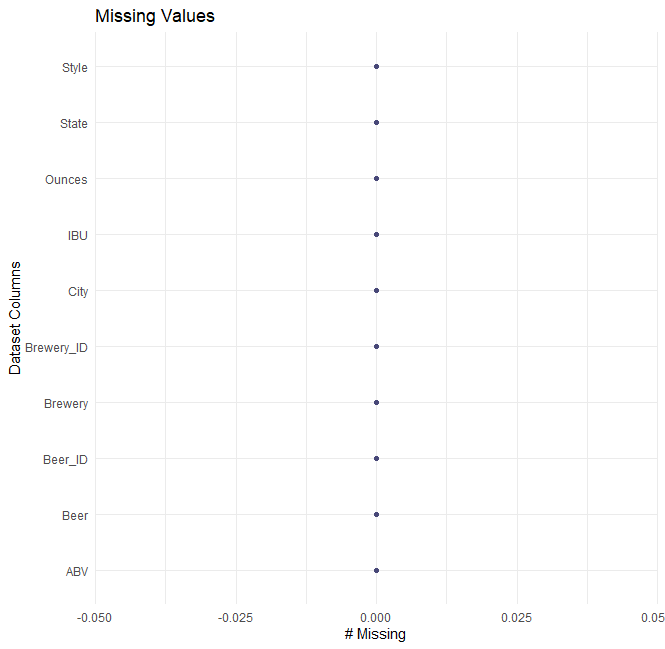 Missing Values
Style
State
Ounces
IBU
City
Brewery_ID
Brewery
Beer_ID
Beer
ABV
Dataset Columns
-0.050 -0.025 0.000 0.025 0.05
# Missing